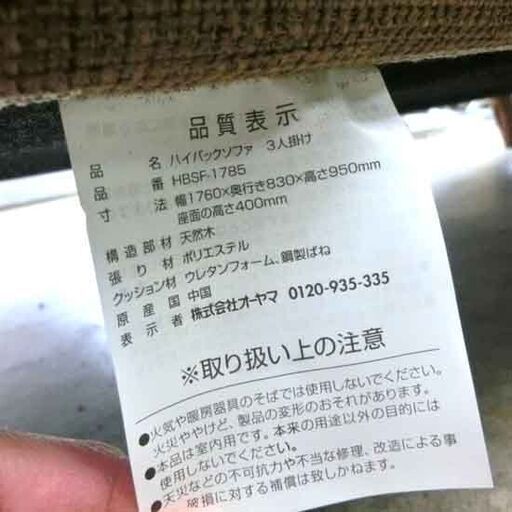 品質表示
品名 ハイバックソファ 3人掛け
品番 HBSF-1785
寸法 幅1760×奥行き830×高さ950mm
座面の高さ400mm
構造部材 天然木
張り材 ポリエステル
クッション材 ウレタンフォーム、鋼製ばね
原産国 中国
表示者 株式会社オーヤマ 0120-935-335
※取り扱い上の注意
●火気や暖房器具のそばでは使用しないでください。
火災ややけど、製品の変形のおそれがあります。
●本品は室内用です。本来の用途以外の目的には
使用しないでください。
●天災などの不可抗力や不当な修理、改造による事
破損に対する補償は致しかねます。